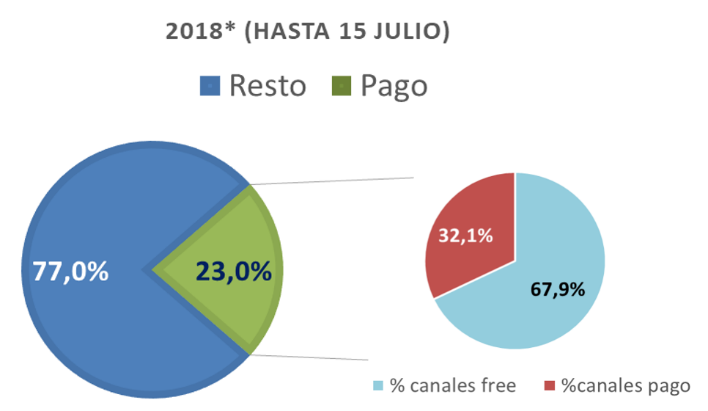 2018* (HASTA 15 JULIO)
Resto Pago
77,0%
23,0%
32,1%
67,9%
% canales free %canales pago